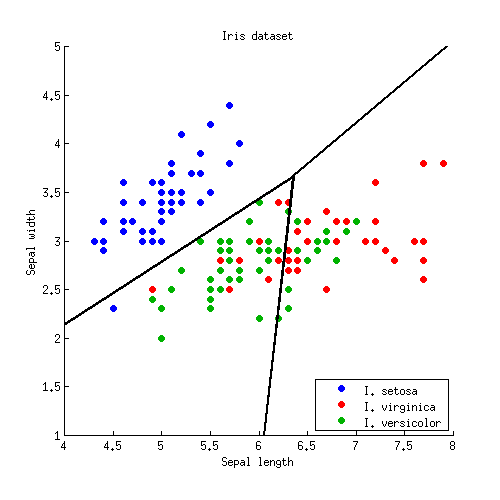 Iris dataset
5
4.5
4
3.5
3
2.5
2
1.5
1
Sepal width
4 4.5 5 5.5 6 6.5 7 7.5 8
Sepal length
I. setosa
I. virginica
I. versicolor